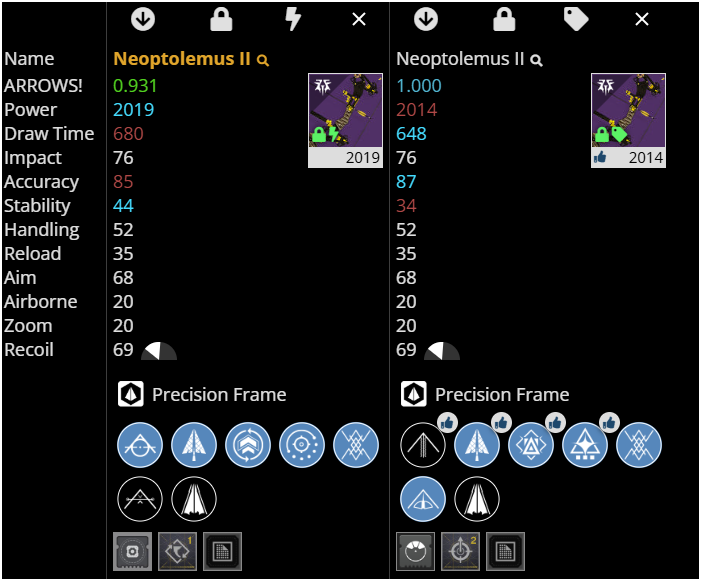 Name Neoptolemus II Neoptolemus II
ARROWS! 0.931 1.000
Power 2019 2014
Draw Time 680 648
Impact 76 2019 76 2014
Accuracy 85 87
Stability 44 34
Handling 52 52
Reload 35 35
Aim 68 68
Airborne 20 20
Zoom 20 20
Recoil 69 69
Precision Frame Precision Frame
1 2